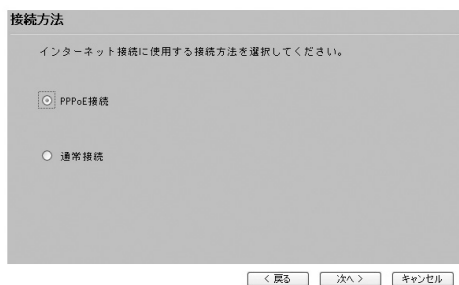 接続方法
インターネット接続に使用する接続方法を選択してください。
PPPoE接続
通常接続
< 戻る 次へ > キャンセル